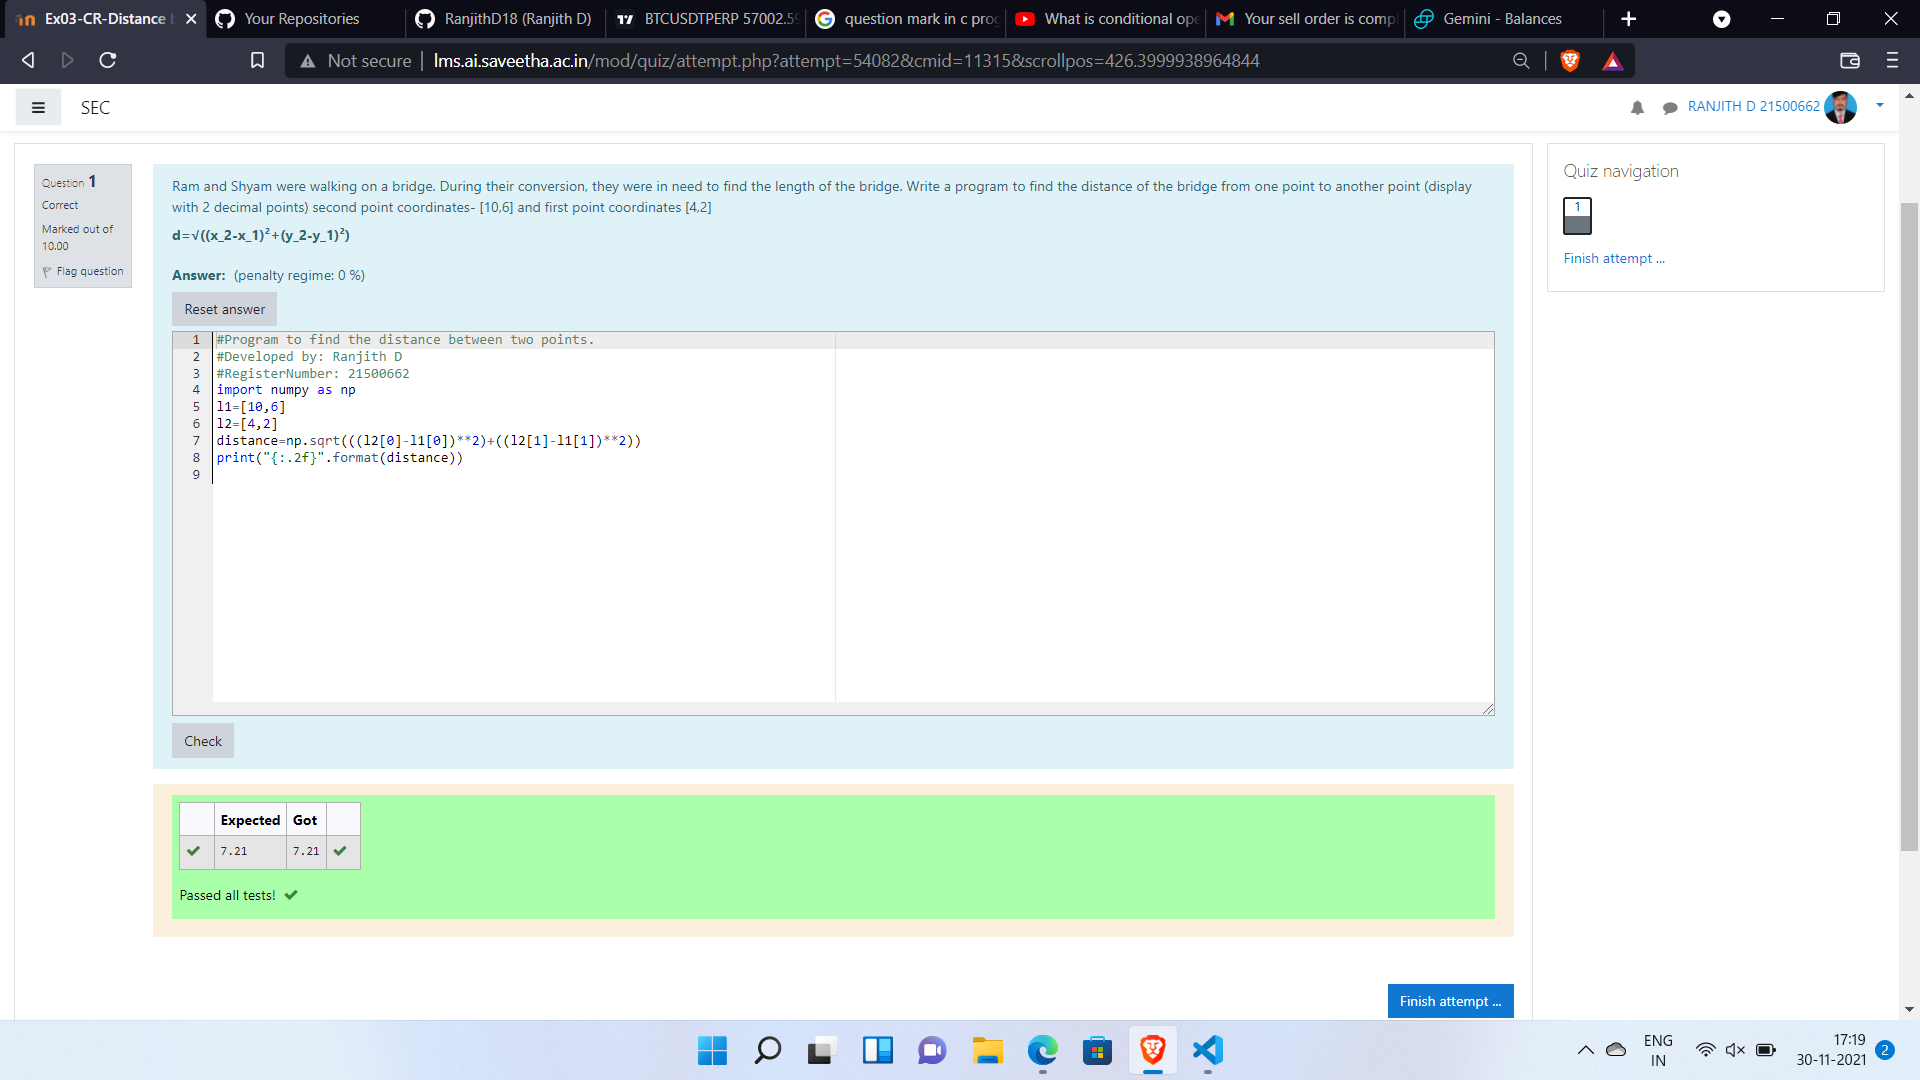 Ex03-CR-Distance
Your Repositories
RanjithD18 (Ranjith D)
BTCUSDTPERP 57002.59
question mark in c prog
What is conditional ope
Your sell order is compl
Gemini - Balances
Not secure
lms.ai.saveetha.ac.in/mod/quiz/attempt.php?attempt=54082&cmid=11315&scrollpos=426.3999938964844
SEC
RANJITH D 21500662
Question 1
Correct
Marked out of
10.00
Flag question
Ram and Shyam were walking on a bridge. During their conversion, they were in need to find the length of the bridge. Write a program to find the distance of the bridge from one point to another point (display
with 2 decimal points) second point coordinates- [10,6] and first point coordinates [4,2]
d=√((x_2-x_1)²+(y_2-y_1)²)
Answer: (penalty regime: 0 %)
Reset answer
1 #Program to find the distance between two points.
2 #Developed by: Ranjith D
3 #RegisterNumber: 21500662
4 import numpy as np
5 l1=[10,6]
6 l2=[4,2]
7 distance=np.sqrt(((l2[0]-l1[0])**2)+((l2[1]-l1[1])**2))
8 print("{:.2f}".format(distance))
9
Check
Expected Got
7.21 7.21
Passed all tests!
Finish attempt ...
Quiz navigation
1
Finish attempt ...
ENG
IN
17:19
30-11-2021
2